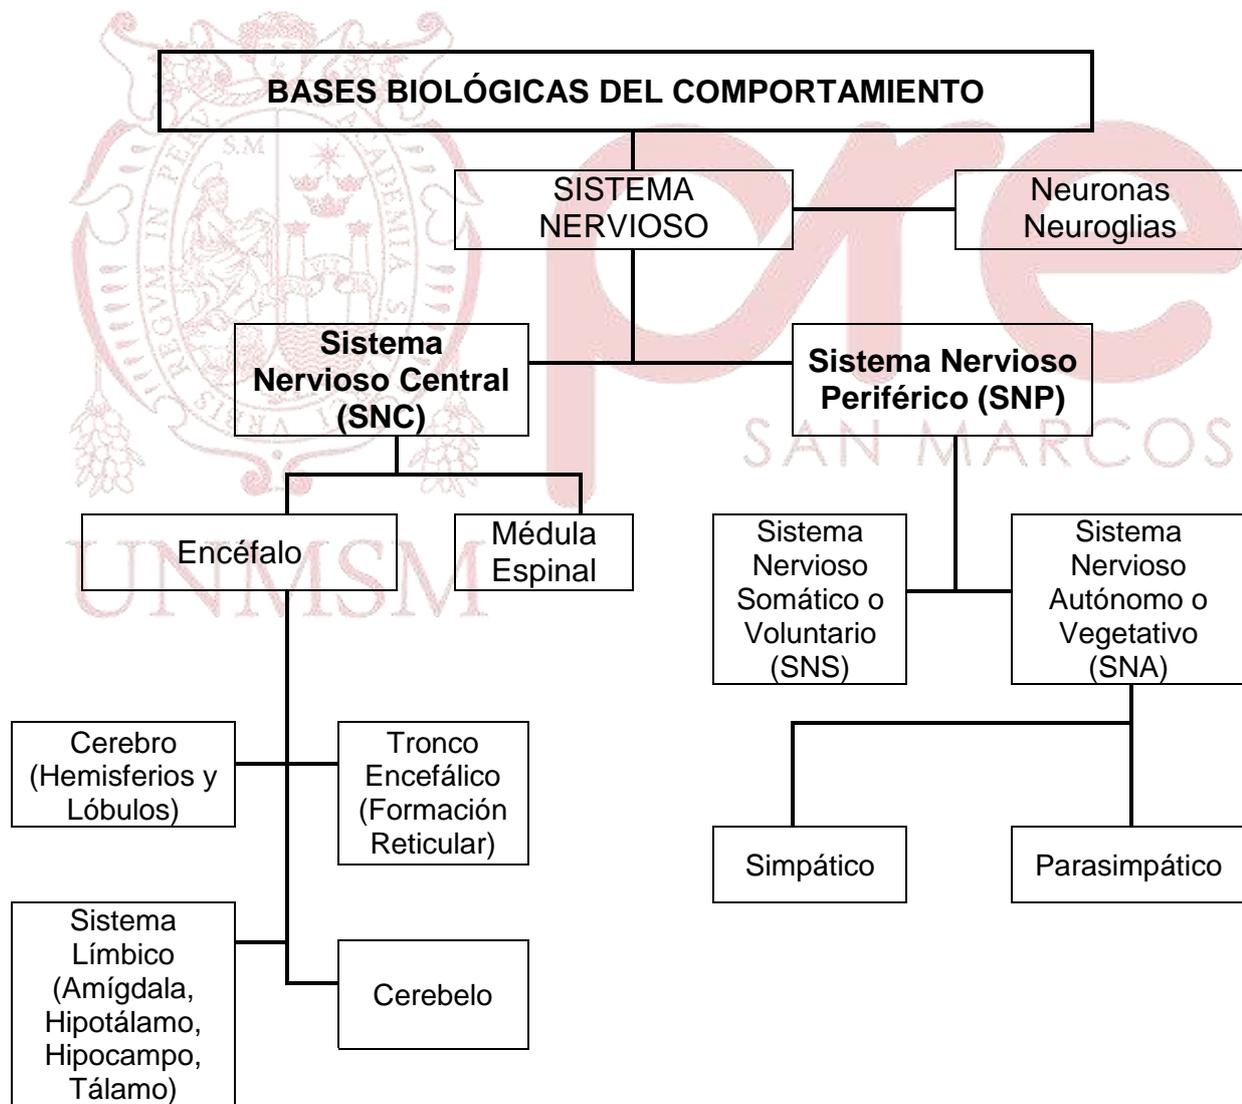 BASES BIOLÓGICAS DEL COMPORTAMIENTO
SISTEMA
NERVIOSO
Neuronas
Neuroglias
Sistema
Nervioso Central
(SNC)
Sistema Nervioso
Periférico (SNP)
Encéfalo
Médula
Espinal
Sistema
Nervioso
Somático o
Voluntario
(SNS)
Sistema
Nervioso
Autónomo o
Vegetativo
(SNA)
Cerebro
(Hemisferios y
Lóbulos)
Tronco
Encefálico
(Formación
Reticular)
Simpático
Parasimpático
Sistema
Límbico
(Amígdala,
Hipotálamo,
Hipocampo,
Tálamo)
Cerebelo
pre
SAN MARCOS
UNMSM
S.M